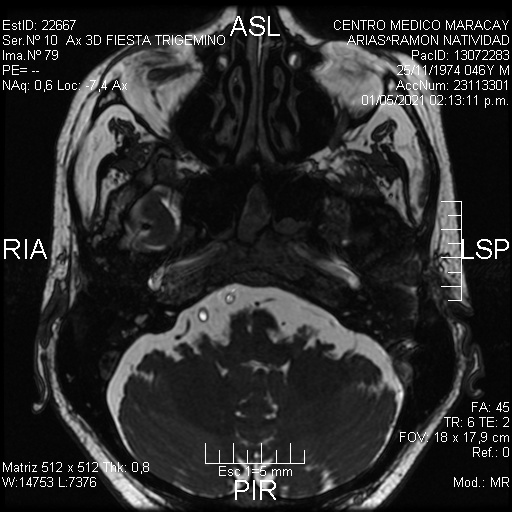 EstID: 22667
Ser.Nº 10 Ax 3D FIESTA TRIGEMINO
Ima.Nº 79
PE= --
NAq: 0,6 Loc: -7,4 Ax
ASL
CENTRO MEDICO MARACAY
ARIAS^RAMON NATIVIDAD
PacID: 13072283
25/11/1974 046Y M
AccNum: 23113301
01/05/2021 02:13:11 p.m.
RIA
LSP
FA: 45
TR: 6 TE: 2
FOV: 18 x 17,9 cm
Ref.: 0
Mod.: MR
Matriz 512 x 512 Thk: 0,8
W:14753 L:7376
Esc 1=5 mm
PIR